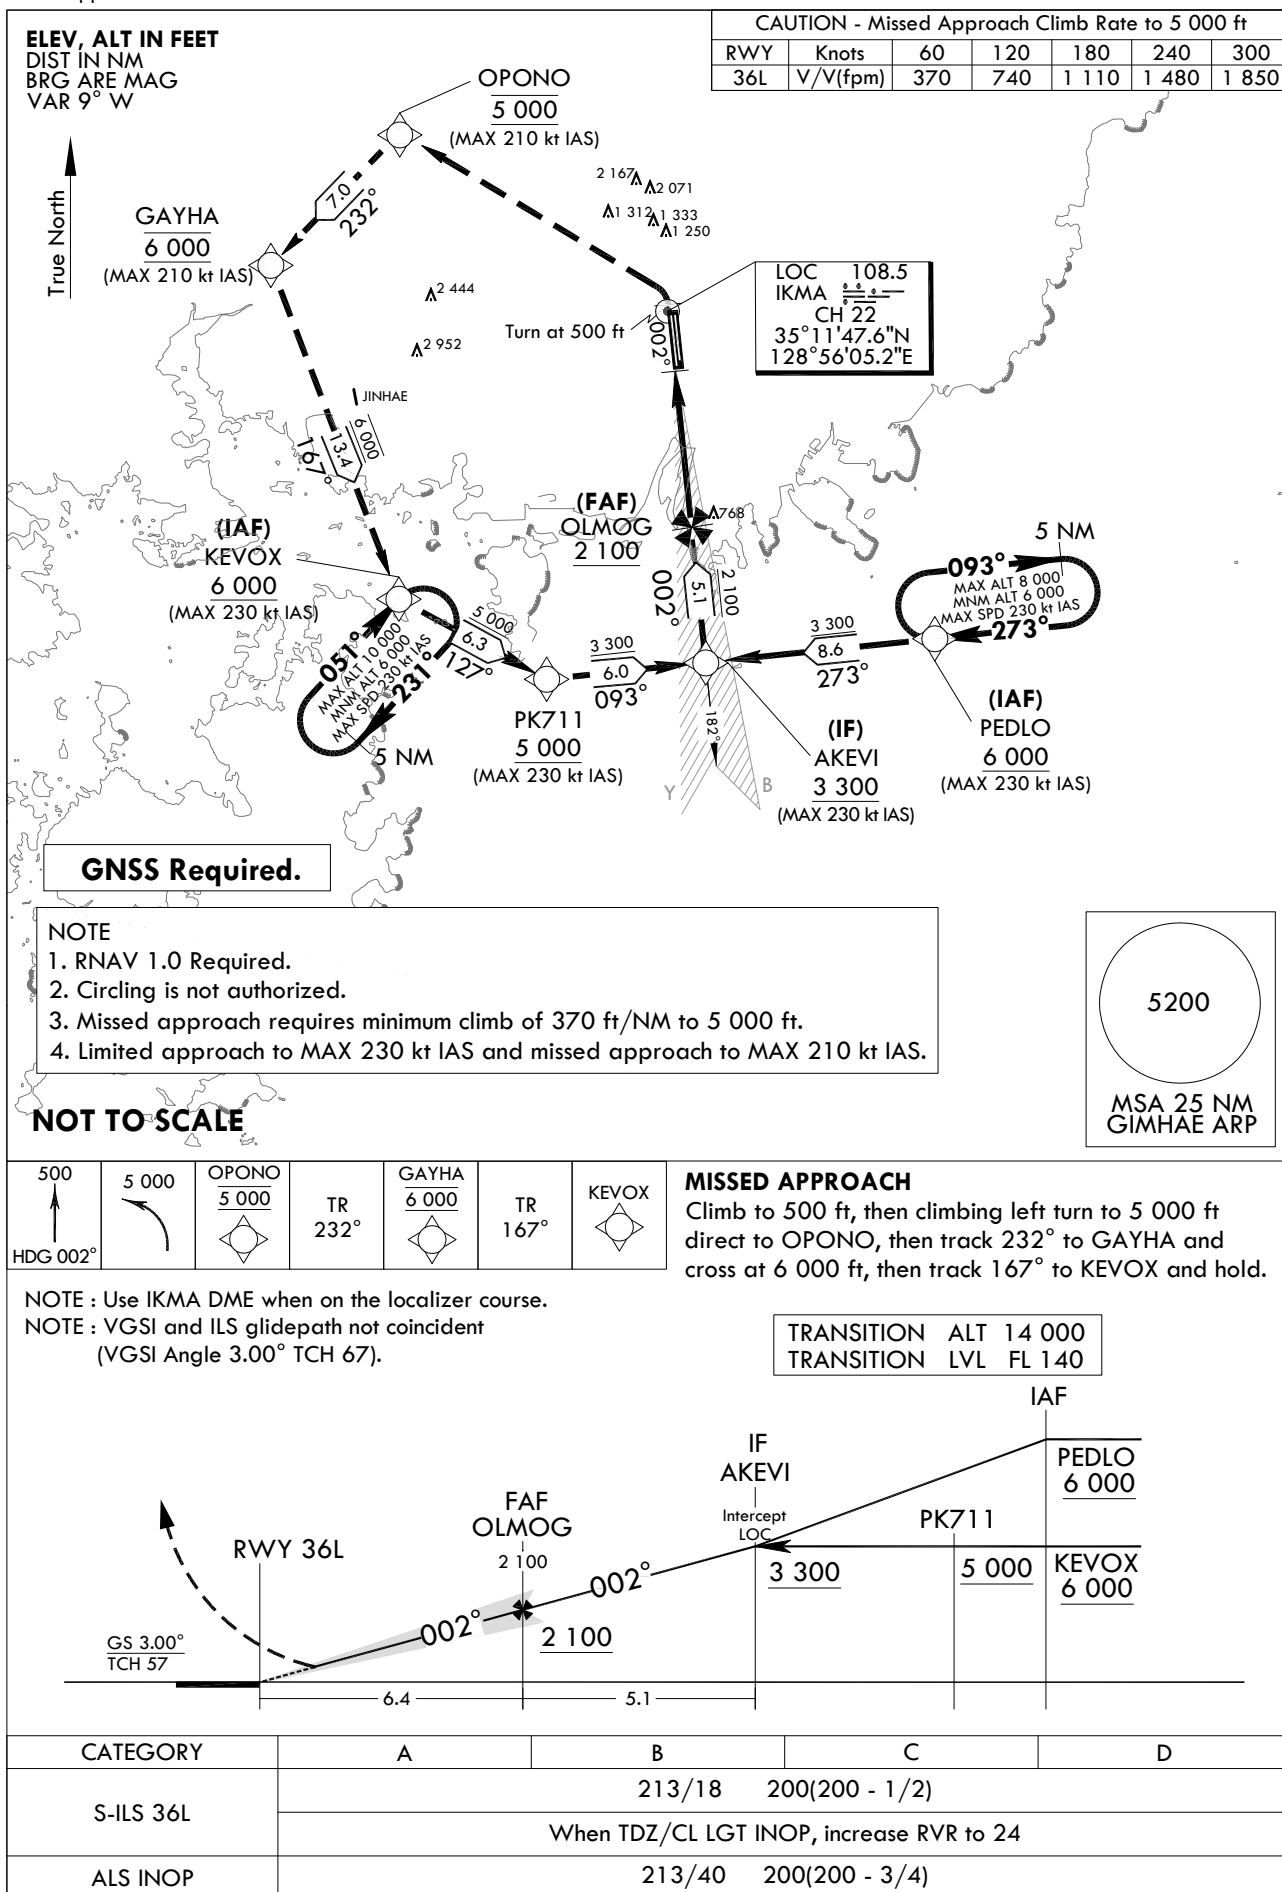 CAUTION - Missed Approach Climb Rate to 5 000 ft
RWY Knots 60 120 180 240 300
36L V/V(fpm) 370 740 1 110 1 480 1 850
ELEV, ALT IN FEET
DIST IN NM
BRG ARE MAG
VAR 9° W
True North
OPONO
5 000
(MAX 210 kt IAS)
7.0
232°
GAYHA
6 000
(MAX 210 kt IAS)
2 167
2 071
1 312
1 333
1 250
2 444
2 952
Turn at 500 ft
002°
LOC 108.5
IKMA
CH 22
35°11'47.6"N
128°56'05.2"E
JINHAE
6 000
13.4
167°
(FAF)
OLMOG
2 100
768
(IAF)
KEVOX
6 000
(MAX 230 kt IAS)
5 NM
093°
MAX ALT 8 000
MNM ALT 6 000
MAX SPD 230 kt IAS
273°
002°
5.1
2 100
5 000
6.3
127°
3 300
6.0
093°
3 300
8.6
273°
051°
MAX ALT 10 000
MNM ALT 6 000
MAX SPD 230 kt IAS
231°
5 NM
PK711
5 000
(MAX 230 kt IAS)
182°
Y
B
(IF)
AKEVI
3 300
(MAX 230 kt IAS)
(IAF)
PEDLO
6 000
(MAX 230 kt IAS)
GNSS Required.
NOTE
1. RNAV 1.0 Required.
2. Circling is not authorized.
3. Missed approach requires minimum climb of 370 ft/NM to 5 000 ft.
4. Limited approach to MAX 230 kt IAS and missed approach to MAX 210 kt IAS.
NOT TO SCALE
5200
MSA 25 NM
GIMHAE ARP
500
HDG 002°
5 000
OPONO
5 000
TR
232°
GAYHA
6 000
TR
167°
KEVOX
MISSED APPROACH
Climb to 500 ft, then climbing left turn to 5 000 ft
direct to OPONO, then track 232° to GAYHA and
cross at 6 000 ft, then track 167° to KEVOX and hold.
NOTE : Use IKMA DME when on the localizer course.
NOTE : VGSI and ILS glidepath not coincident
(VGSI Angle 3.00° TCH 67).
TRANSITION ALT 14 000
TRANSITION LVL FL 140
IAF
PEDLO
6 000
IF
AKEVI
Intercept
LOC
3 300
PK711
5 000
KEVOX
6 000
FAF
OLMOG
2 100
RWY 36L
002°
002°
2 100
GS 3.00°
TCH 57
6.4
5.1
CATEGORY A B C D
S-ILS 36L
213/18 200(200 - 1/2)
When TDZ/CL LGT INOP, increase RVR to 24
ALS INOP 213/40 200(200 - 3/4)